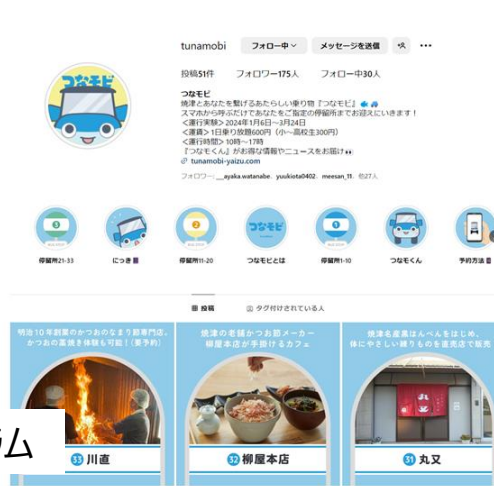 tunamobi
フォロー中
メッセージを送信
投稿51件 フォロワー175人 フォロー中30人
つなモビ
つなモビ
焼津とあなたを繋げるあたらしい乗り物『つなモビ』
スマホから呼ぶだけであなたをご指定の停留所までお迎えにいきます!
<運行実験>2024年1月6日~3月24日
<運賃>1日乗り放題600円(小~高校生300円)
<運行時間>10時~17時
『つなモくん』がお得な情報やニュースをお届け
tunamobi-yaizu.com
フォロワー:__ayaka.watanabe、yuukiota0402、meesan_11、他27人
3
2
つなモビ
1
停留所21-33
につき
停留所11-20
つなモビとは
停留所1-10
つなモくん
予約方法
投稿
タグ付けされている人
明治10年創業のかつおのなまり節専門店。
かつおの藁焼き体験も可能!(要予約)
焼津の老舗かつお節メーカー
柳屋本店が手掛けるカフェ
焼津名産黒はんぺんをはじめ、
体にやさしい練りものを直売店で販売
ム
33 川直
32 柳屋本店
31 丸又